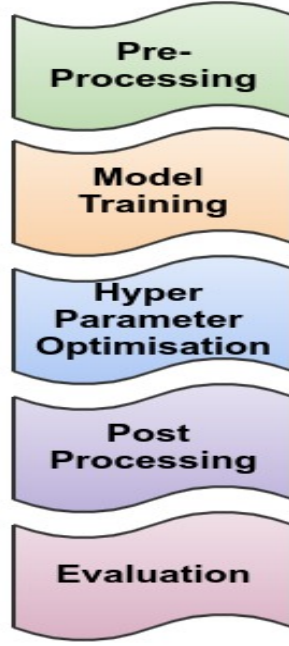 Pre-
Processing
Model
Training
Hyper
Parameter
Optimisation
Post
Processing
Evaluation